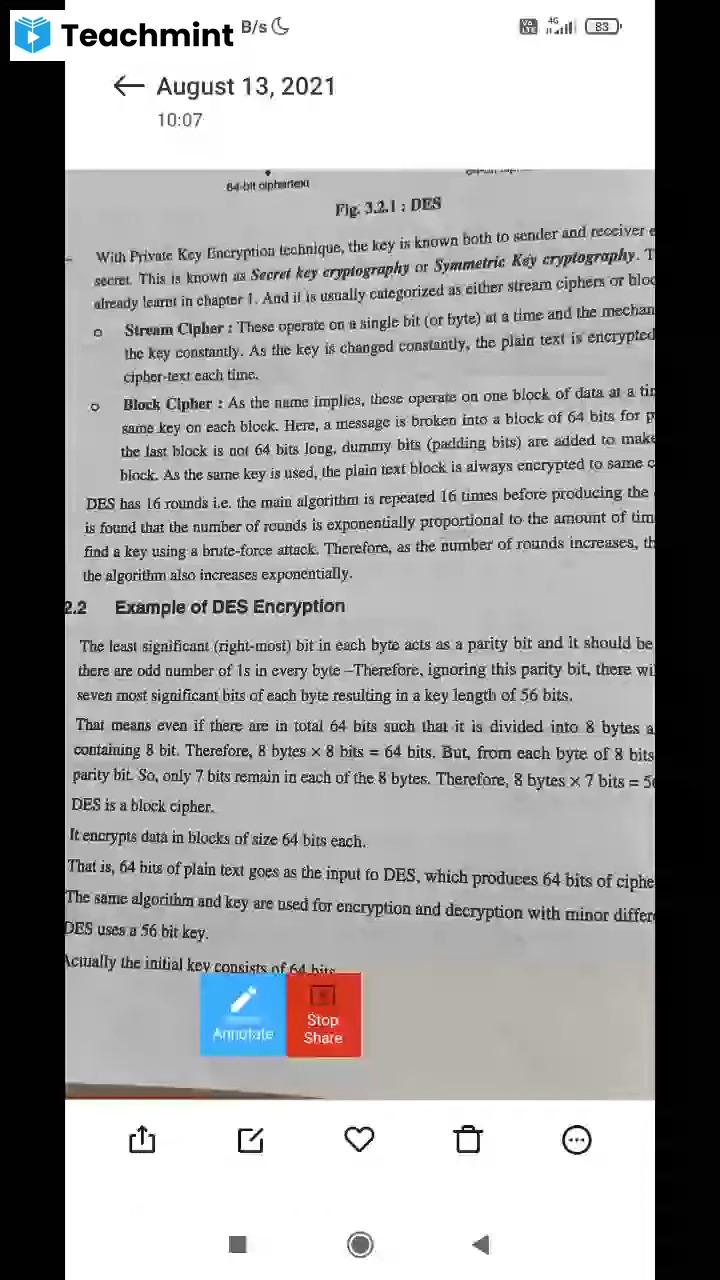 Teachmint
B/s
Vo LTE 4G 83
August 13, 2021
10:07
64-bit ciphertext
Fig. 3.2.1 : DES
With Private Key Encryption technique, the key is known both to sender and receiver
secret. This is known as Secret key cryptography or Symmetric Key cryptography. T
already learnt in chapter 1. And it is usually categorized as either stream ciphers or bloc
o Stream Cipher : These operate on a single bit (or byte) at a time and the mechan
the key constantly. As the key is changed constantly, the plain text is encrypted
cipher-text each time.
o Block Cipher : As the name implies, these operate on one block of data at a tim
same key on each block. Here, a message is broken into a block of 64 bits for p
the last block is not 64 bits long, dummy bits (padding bits) are added to make
block. As the same key is used, the plain text block is always encrypted to same c
DES has 16 rounds i.e. the main algorithm is repeated 16 times before producing the
is found that the number of rounds is exponentially proportional to the amount of tim
find a key using a brute-force attack. Therefore, as the number of rounds increases, th
the algorithm also increases exponentially.
2.2 Example of DES Encryption
The least significant (right-most) bit in each byte acts as a parity bit and it should be
there are odd number of 1s in every byte –Therefore, ignoring this parity bit, there wil
seven most significant bits of each byte resulting in a key length of 56 bits.
That means even if there are in total 64 bits such that it is divided into 8 bytes a
containing 8 bit. Therefore, 8 bytes × 8 bits = 64 bits. But, from each byte of 8 bits
parity bit. So, only 7 bits remain in each of the 8 bytes. Therefore, 8 bytes × 7 bits = 5
DES is a block cipher.
It encrypts data in blocks of size 64 bits each.
That is, 64 bits of plain text goes as the input to DES, which produces 64 bits of ciphe
The same algorithm and key are used for encryption and decryption with minor differe
DES uses a 56 bit key.
Actually the initial key consists of 64 bits
Annotate
Stop
Share